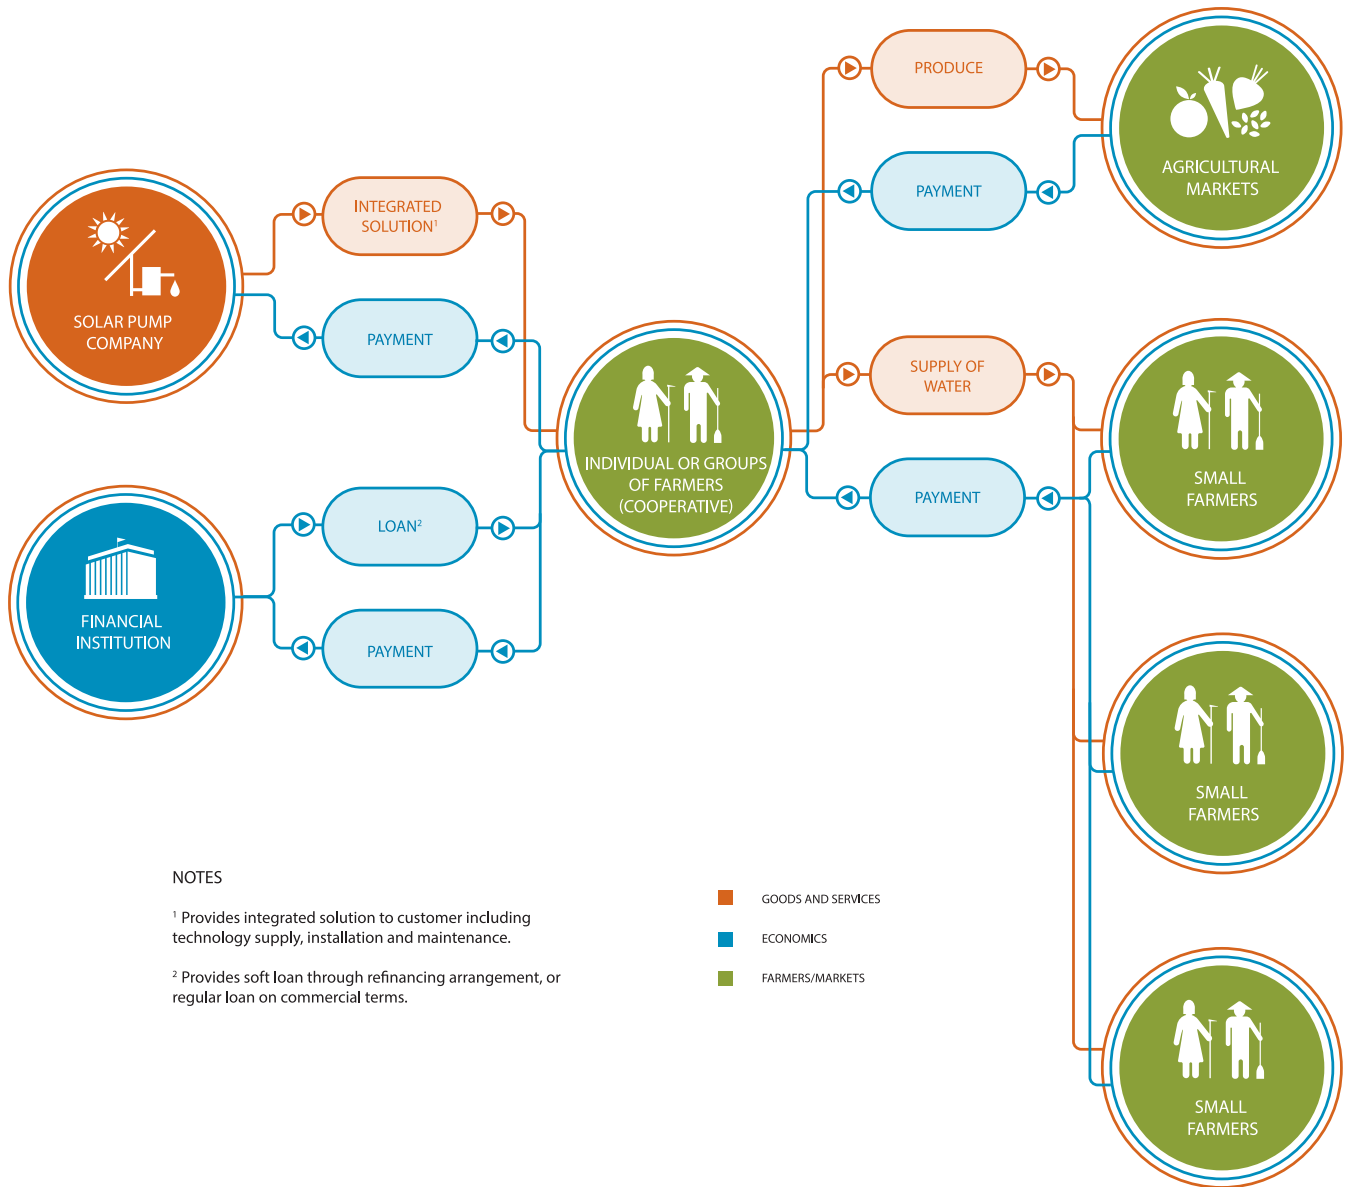 PRODUCE
AGRICULTURAL
MARKETS
PAYMENT
INTEGRATED
SOLUTION¹
SOLAR PUMP
COMPANY
PAYMENT
SUPPLY OF
WATER
INDIVIDUAL OR GROUPS
OF FARMERS
(COOPERATIVE)
SMALL
FARMERS
PAYMENT
LOAN²
FINANCIAL
INSTITUTION
PAYMENT
SMALL
FARMERS
SMALL
FARMERS
NOTES
¹ Provides integrated solution to customer including
technology supply, installation and maintenance.
² Provides soft loan through refinancing arrangement, or
regular loan on commercial terms.
GOODS AND SERVICES
ECONOMICS
FARMERS/MARKETS